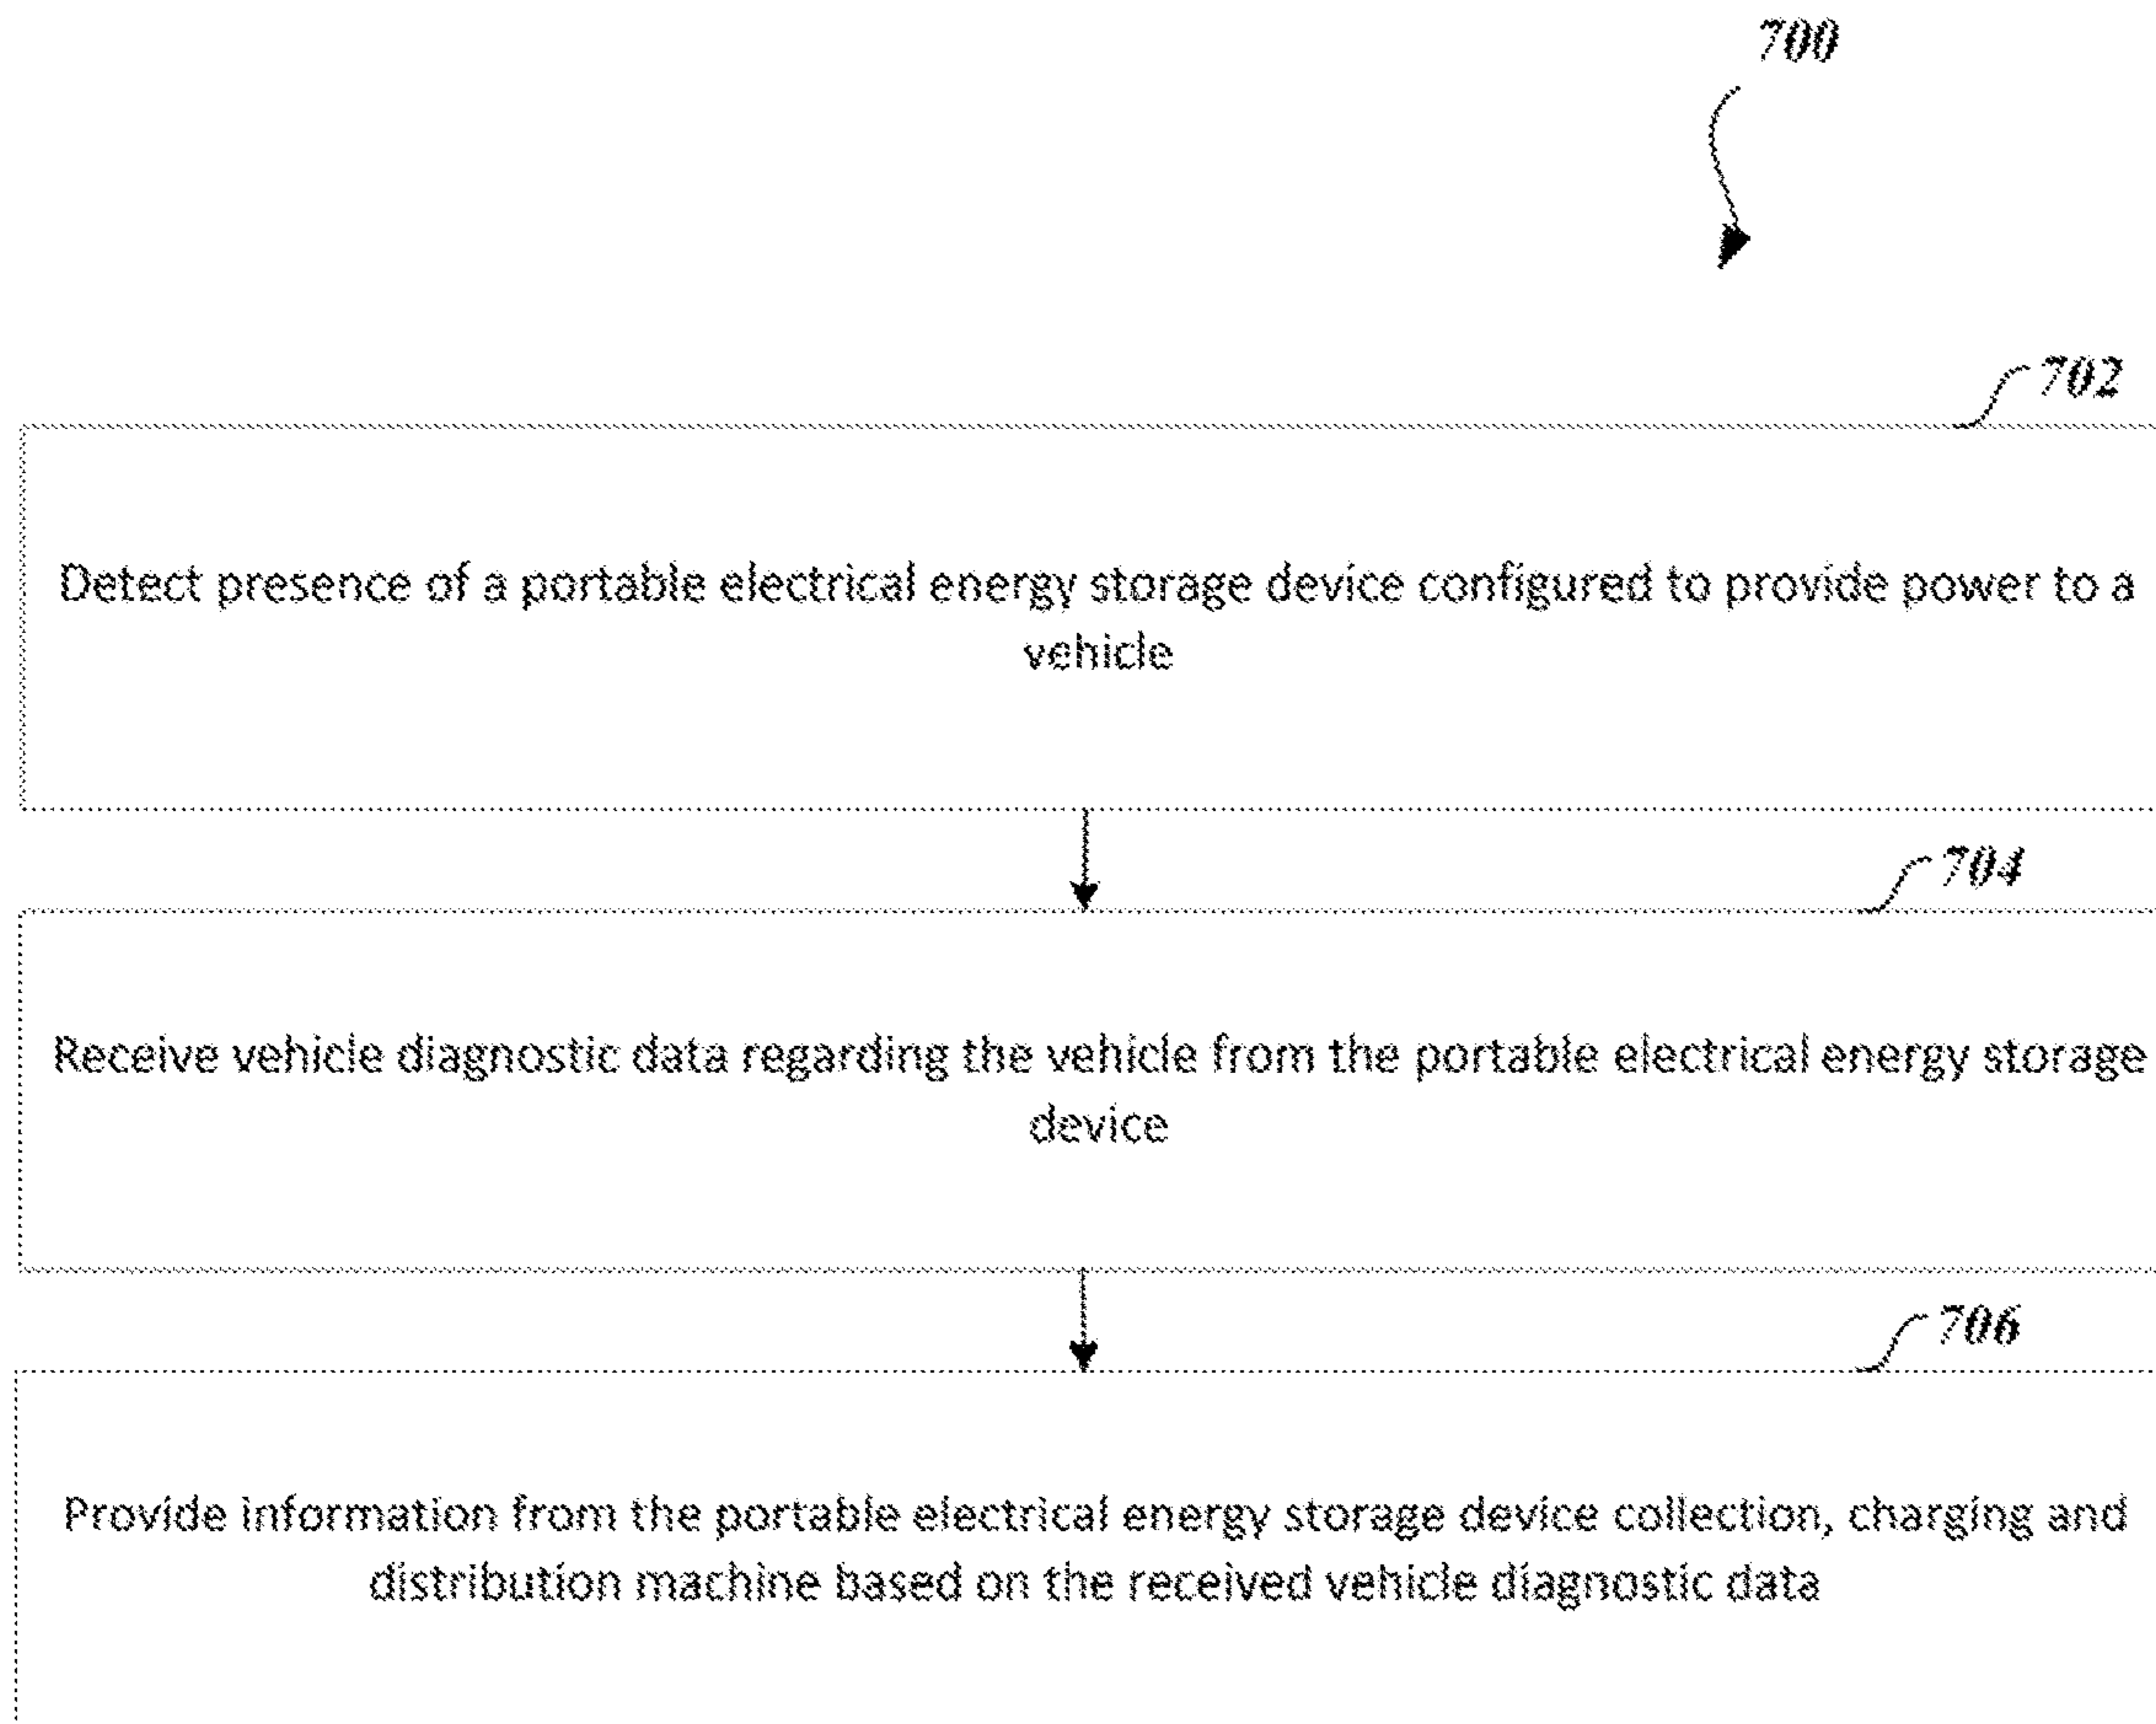 700
702
Detect presence of a portable electrical energy storage device configured to provide power to a
vehicle
704
Receive vehicle diagnostic data regarding the vehicle from the portable electrical energy storage
device
706
Provide information from the portable electrical energy storage device collection, charging and
distribution machine based on the received vehicle diagnostic data